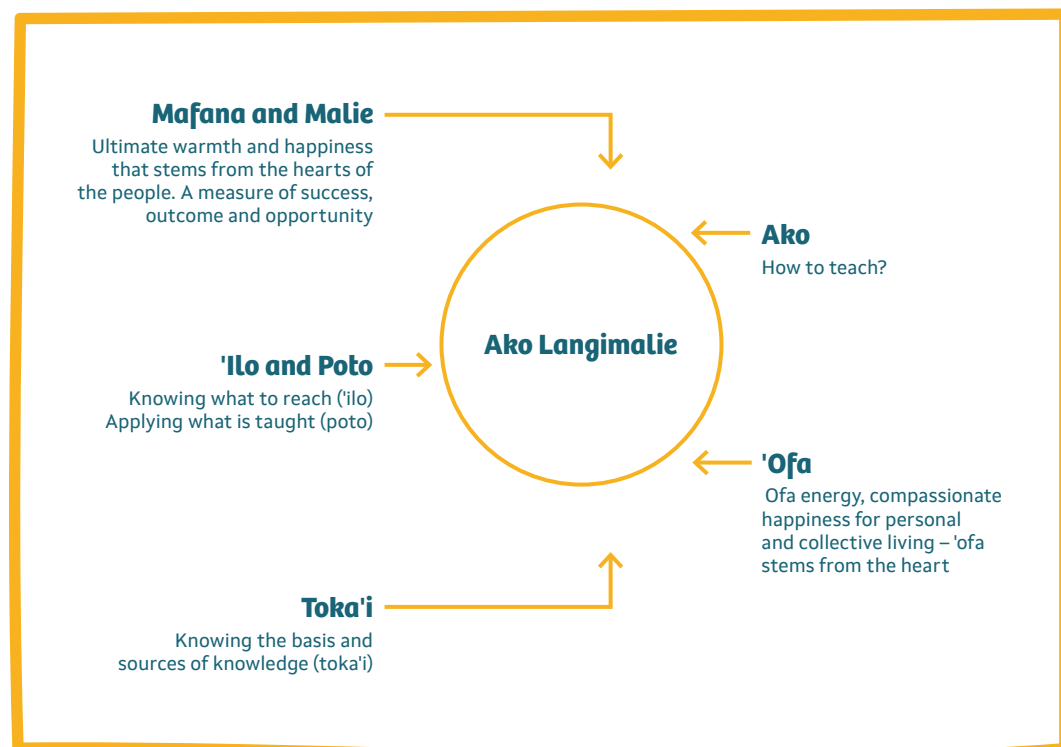 Mafana and Malie
Ultimate warmth and happiness
that stems from the hearts of
the people. A measure of success,
outcome and opportunity
Ako
How to teach?
Ako Langimalie
'Ilo and Poto
Knowing what to reach ('ilo)
Applying what is taught (poto)
'Ofa
Ofa energy, compassionate
happiness for personal
and collective living – 'ofa
stems from the heart
Toka'i
Knowing the basis and
sources of knowledge (toka'i)